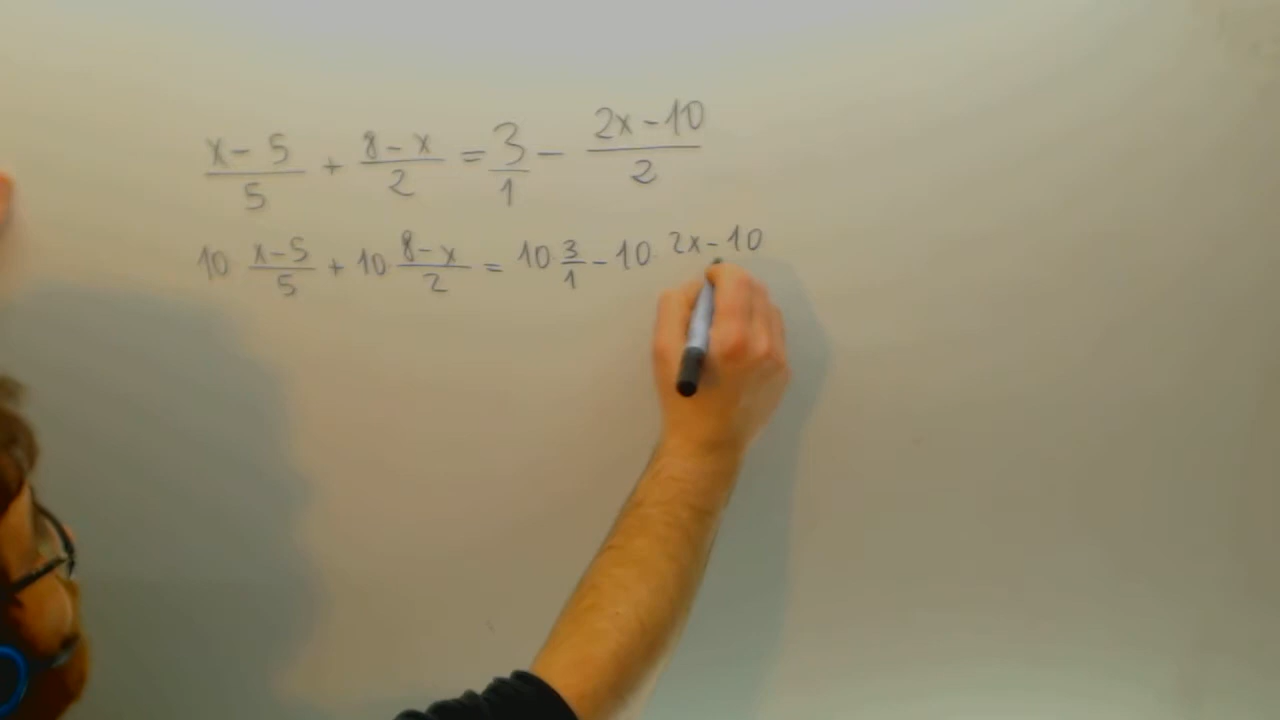 x-5/5 + 8-x/2 = 3/1 - 2x-10/2
10 · x-5/5 + 10 · 8-x/2 = 10 · 3/1 - 10 · 2x-10